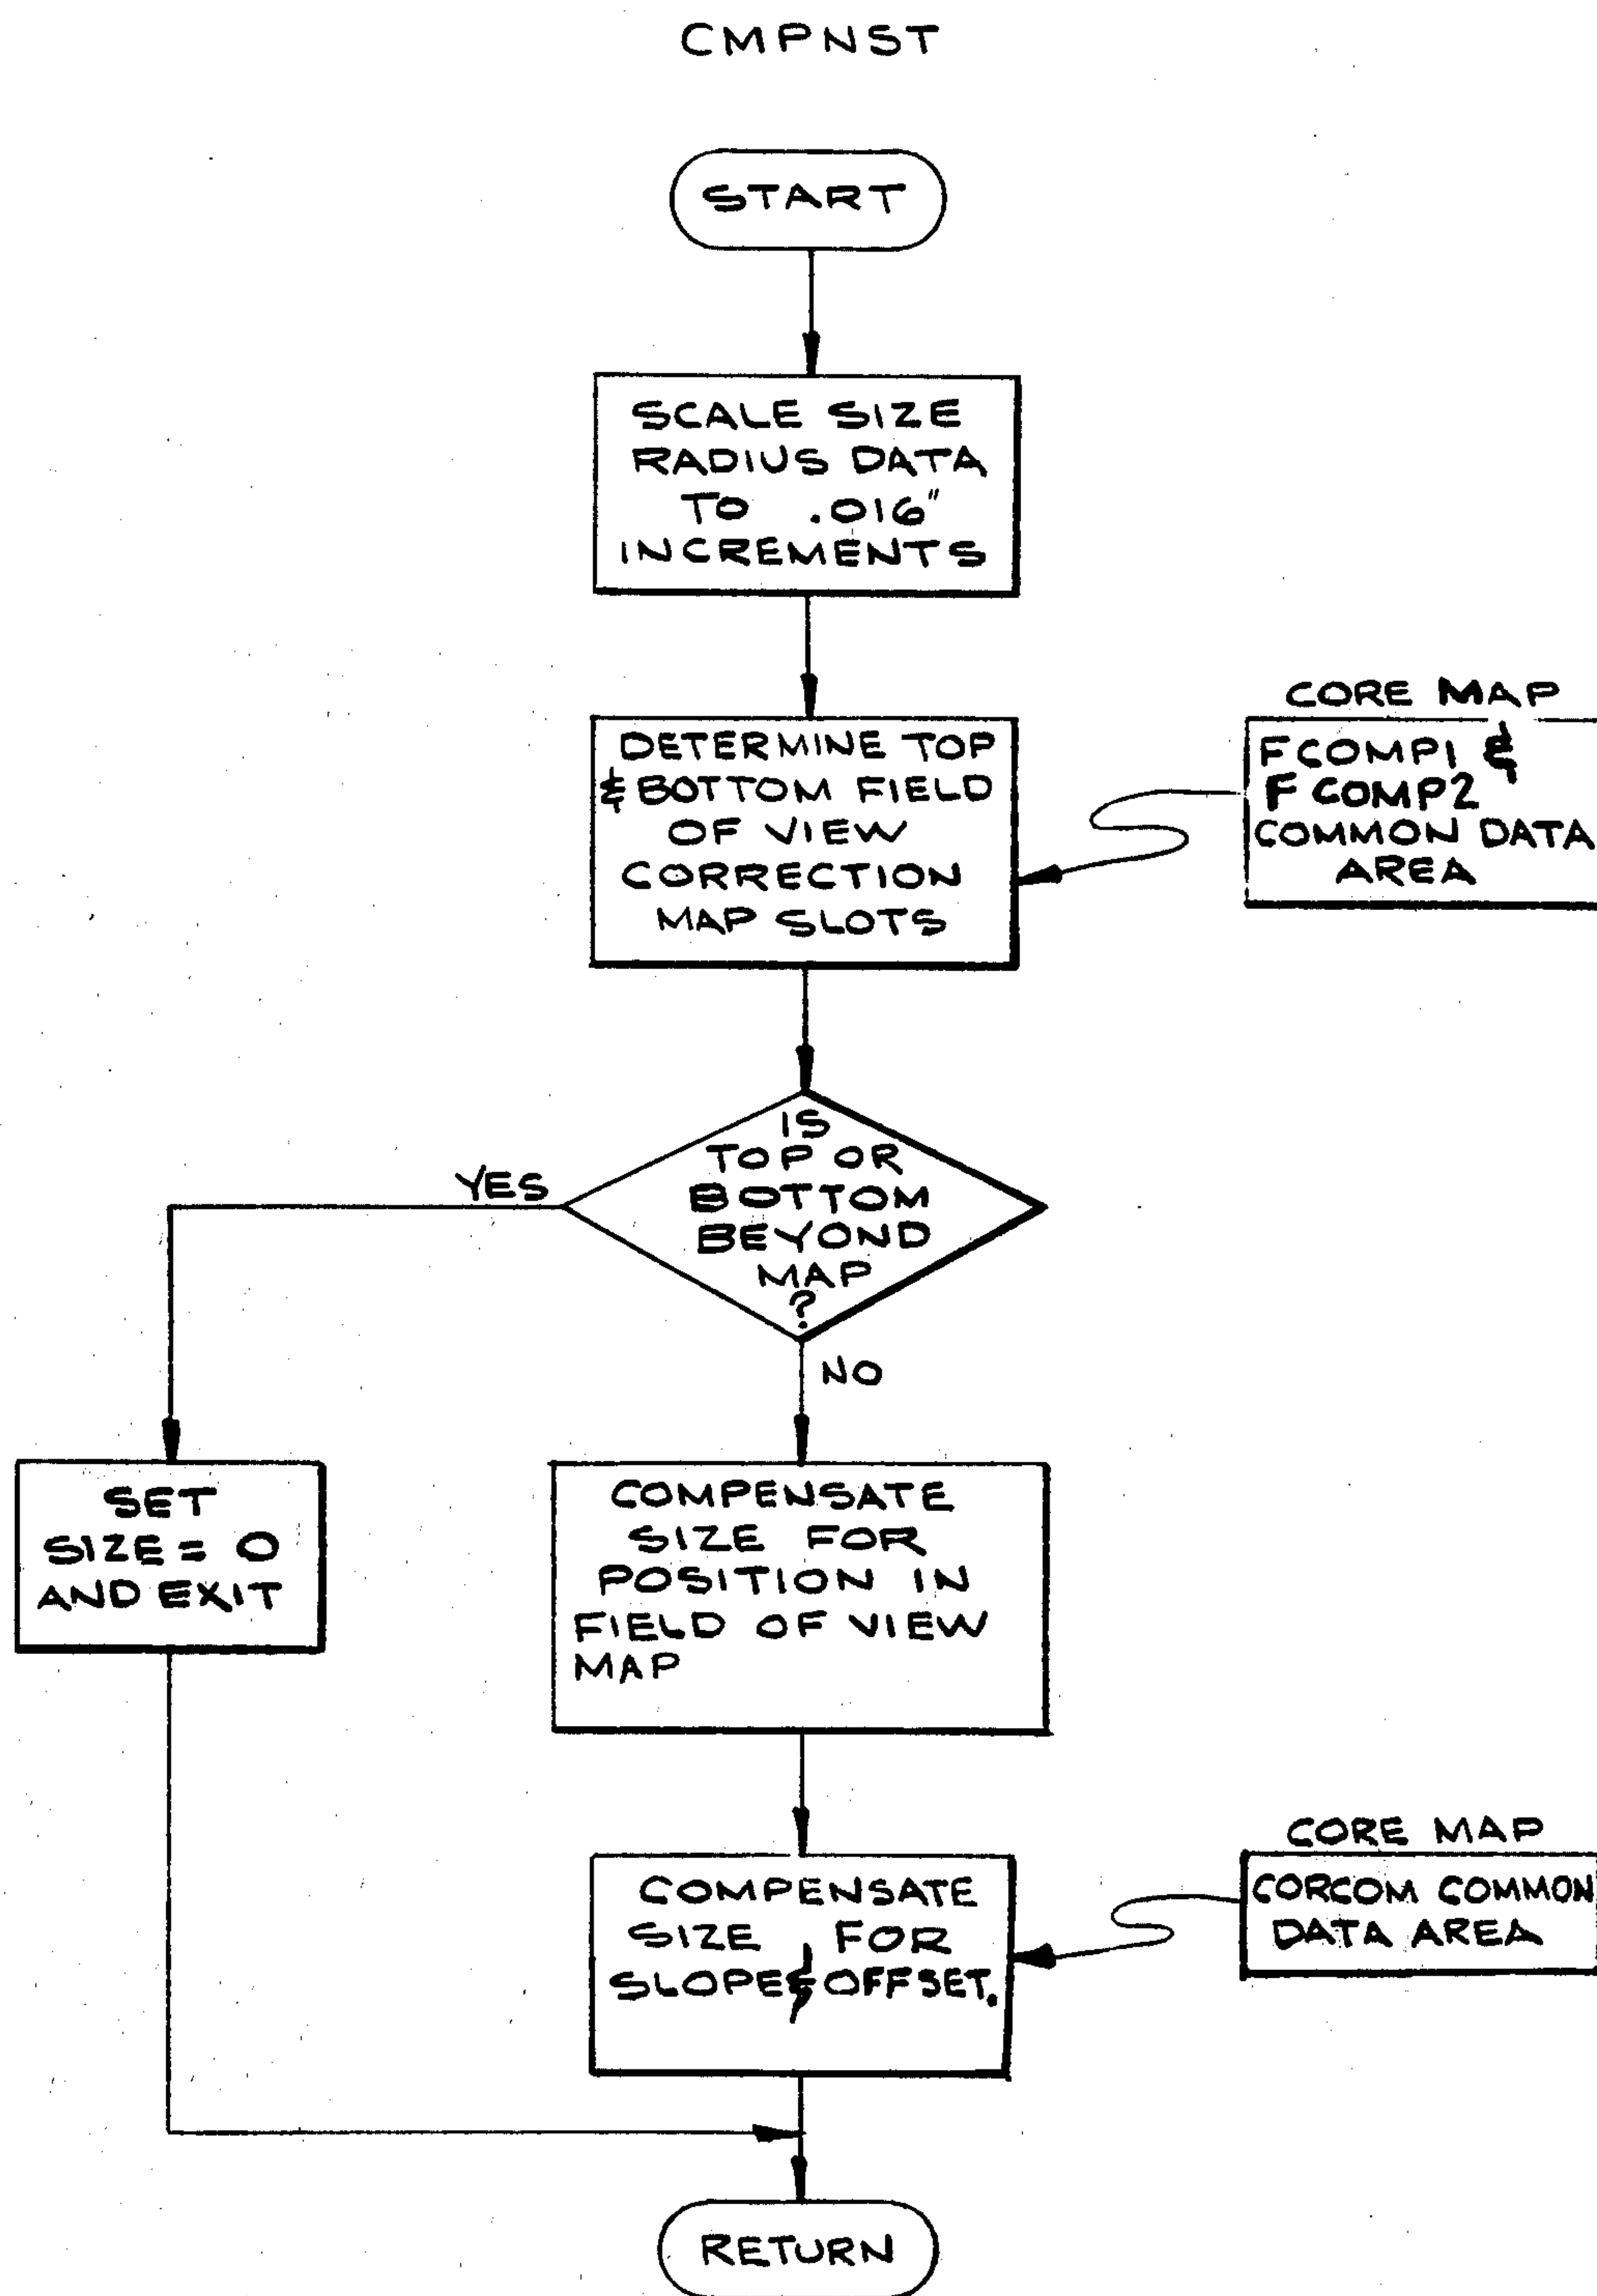 CMPNST
START
SCALE SIZE
RADIUS DATA
TO .016"
INCREMENTS
DETERMINE TOP
& BOTTOM FIELD
OF VIEW
CORRECTION
MAP SLOTS
CORE MAP
FCOMP1 &
FCOMP2
COMMON DATA
AREA
IS
TOP OR
BOTTOM
BEYOND
MAP
?
YES
NO
SET
SIZE = 0
AND EXIT
COMPENSATE
SIZE FOR
POSITION IN
FIELD OF VIEW
MAP
COMPENSATE
SIZE FOR
SLOPE & OFFSET.
CORE MAP
CORCOM COMMON
DATA AREA
RETURN